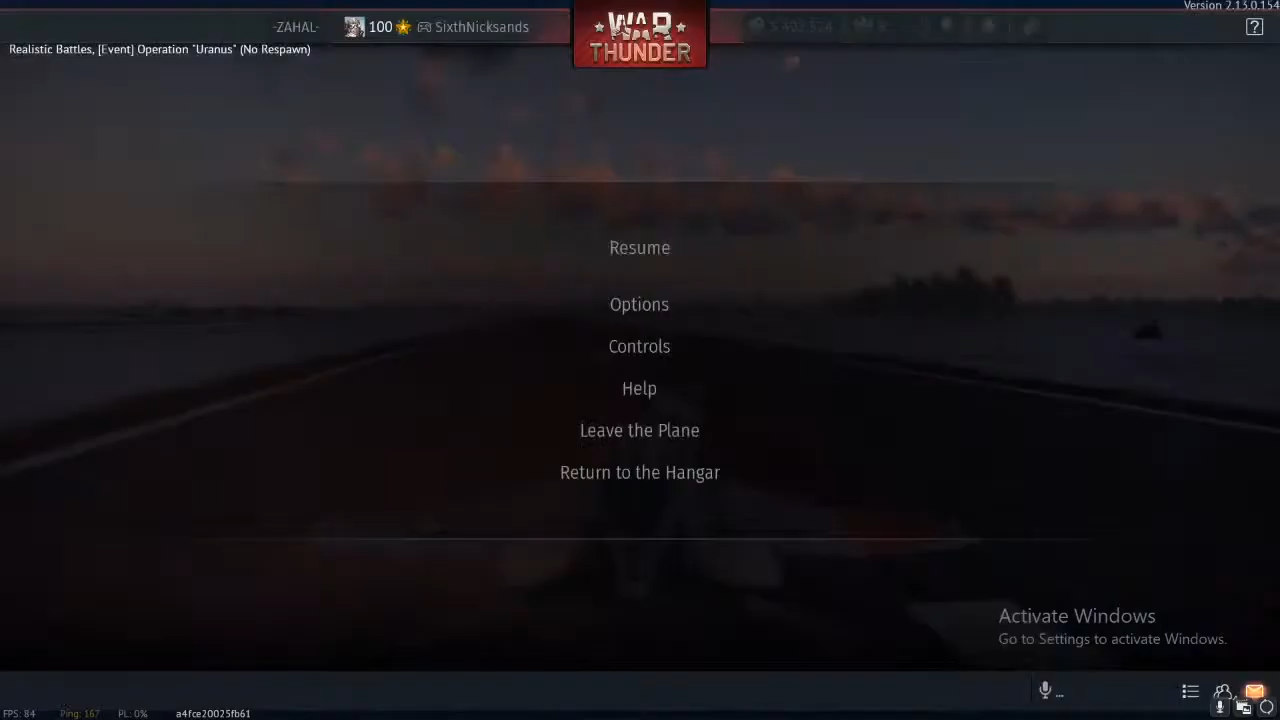 Version 2.13.0.154
-ZAHAL- 100 SixthNicksands
WAR
THUNDER
?
Realistic Battles, [Event] Operation "Uranus" (No Respawn)
Resume
Options
Controls
Help
Leave the Plane
Return to the Hangar
Activate Windows
Go to Settings to activate Windows.
...
FPS: 84 Ping: 167 PL: 0% a4fce20025fb61